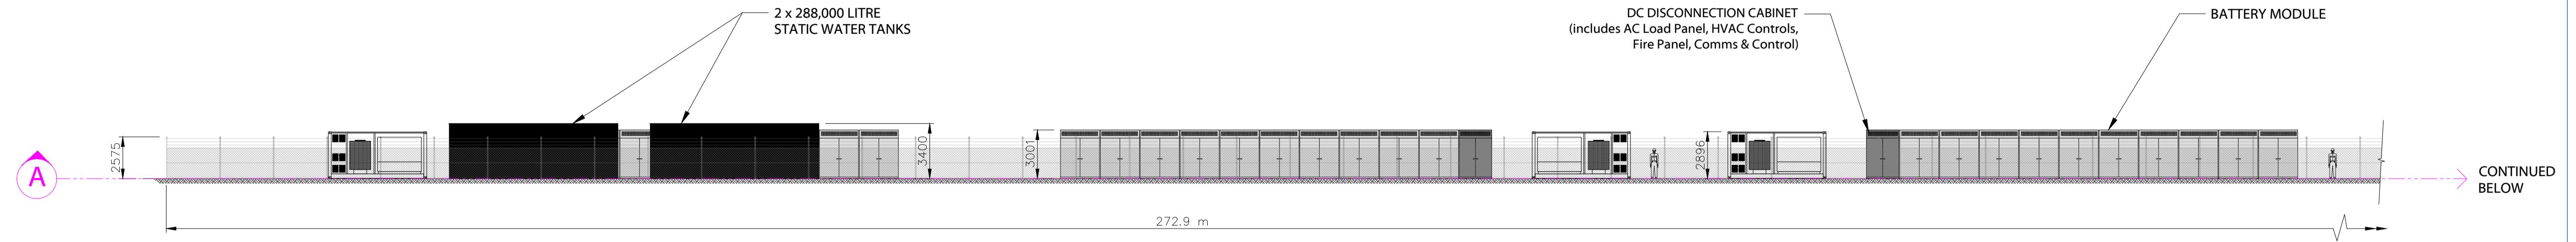 2 x 288,000 LITRE
STATIC WATER TANKS
DC DISCONNECTION CABINET
(includes AC Load Panel, HVAC Controls,
Fire Panel, Comms & Control)
BATTERY MODULE
2575
3400
3001
2896
A
CONTINUED
BELOW
272.9 m